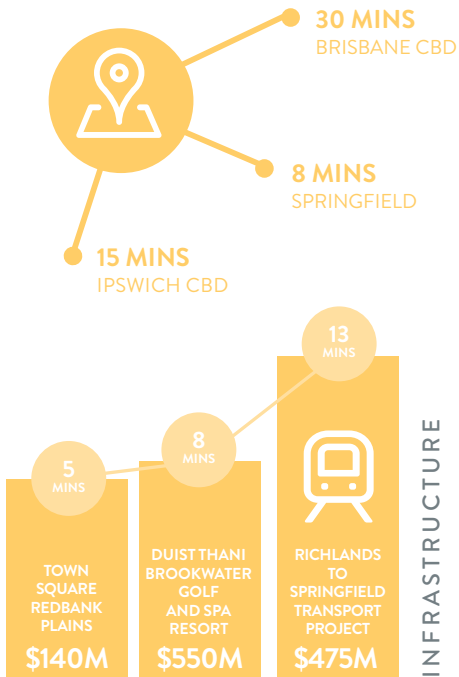 30 MINS
BRISBANE CBD
8 MINS
SPRINGFIELD
15 MINS
IPSWICH CBD
5
MINS
TOWN
SQUARE
REDBANK
PLAINS
$140M
8
MINS
DUIST THANI
BROOKWATER
GOLF
AND SPA
RESORT
$550M
13
MINS
RICHLANDS
TO
SPRINGFIELD
TRANSPORT
PROJECT
$475M
INFRASTRUCTURE